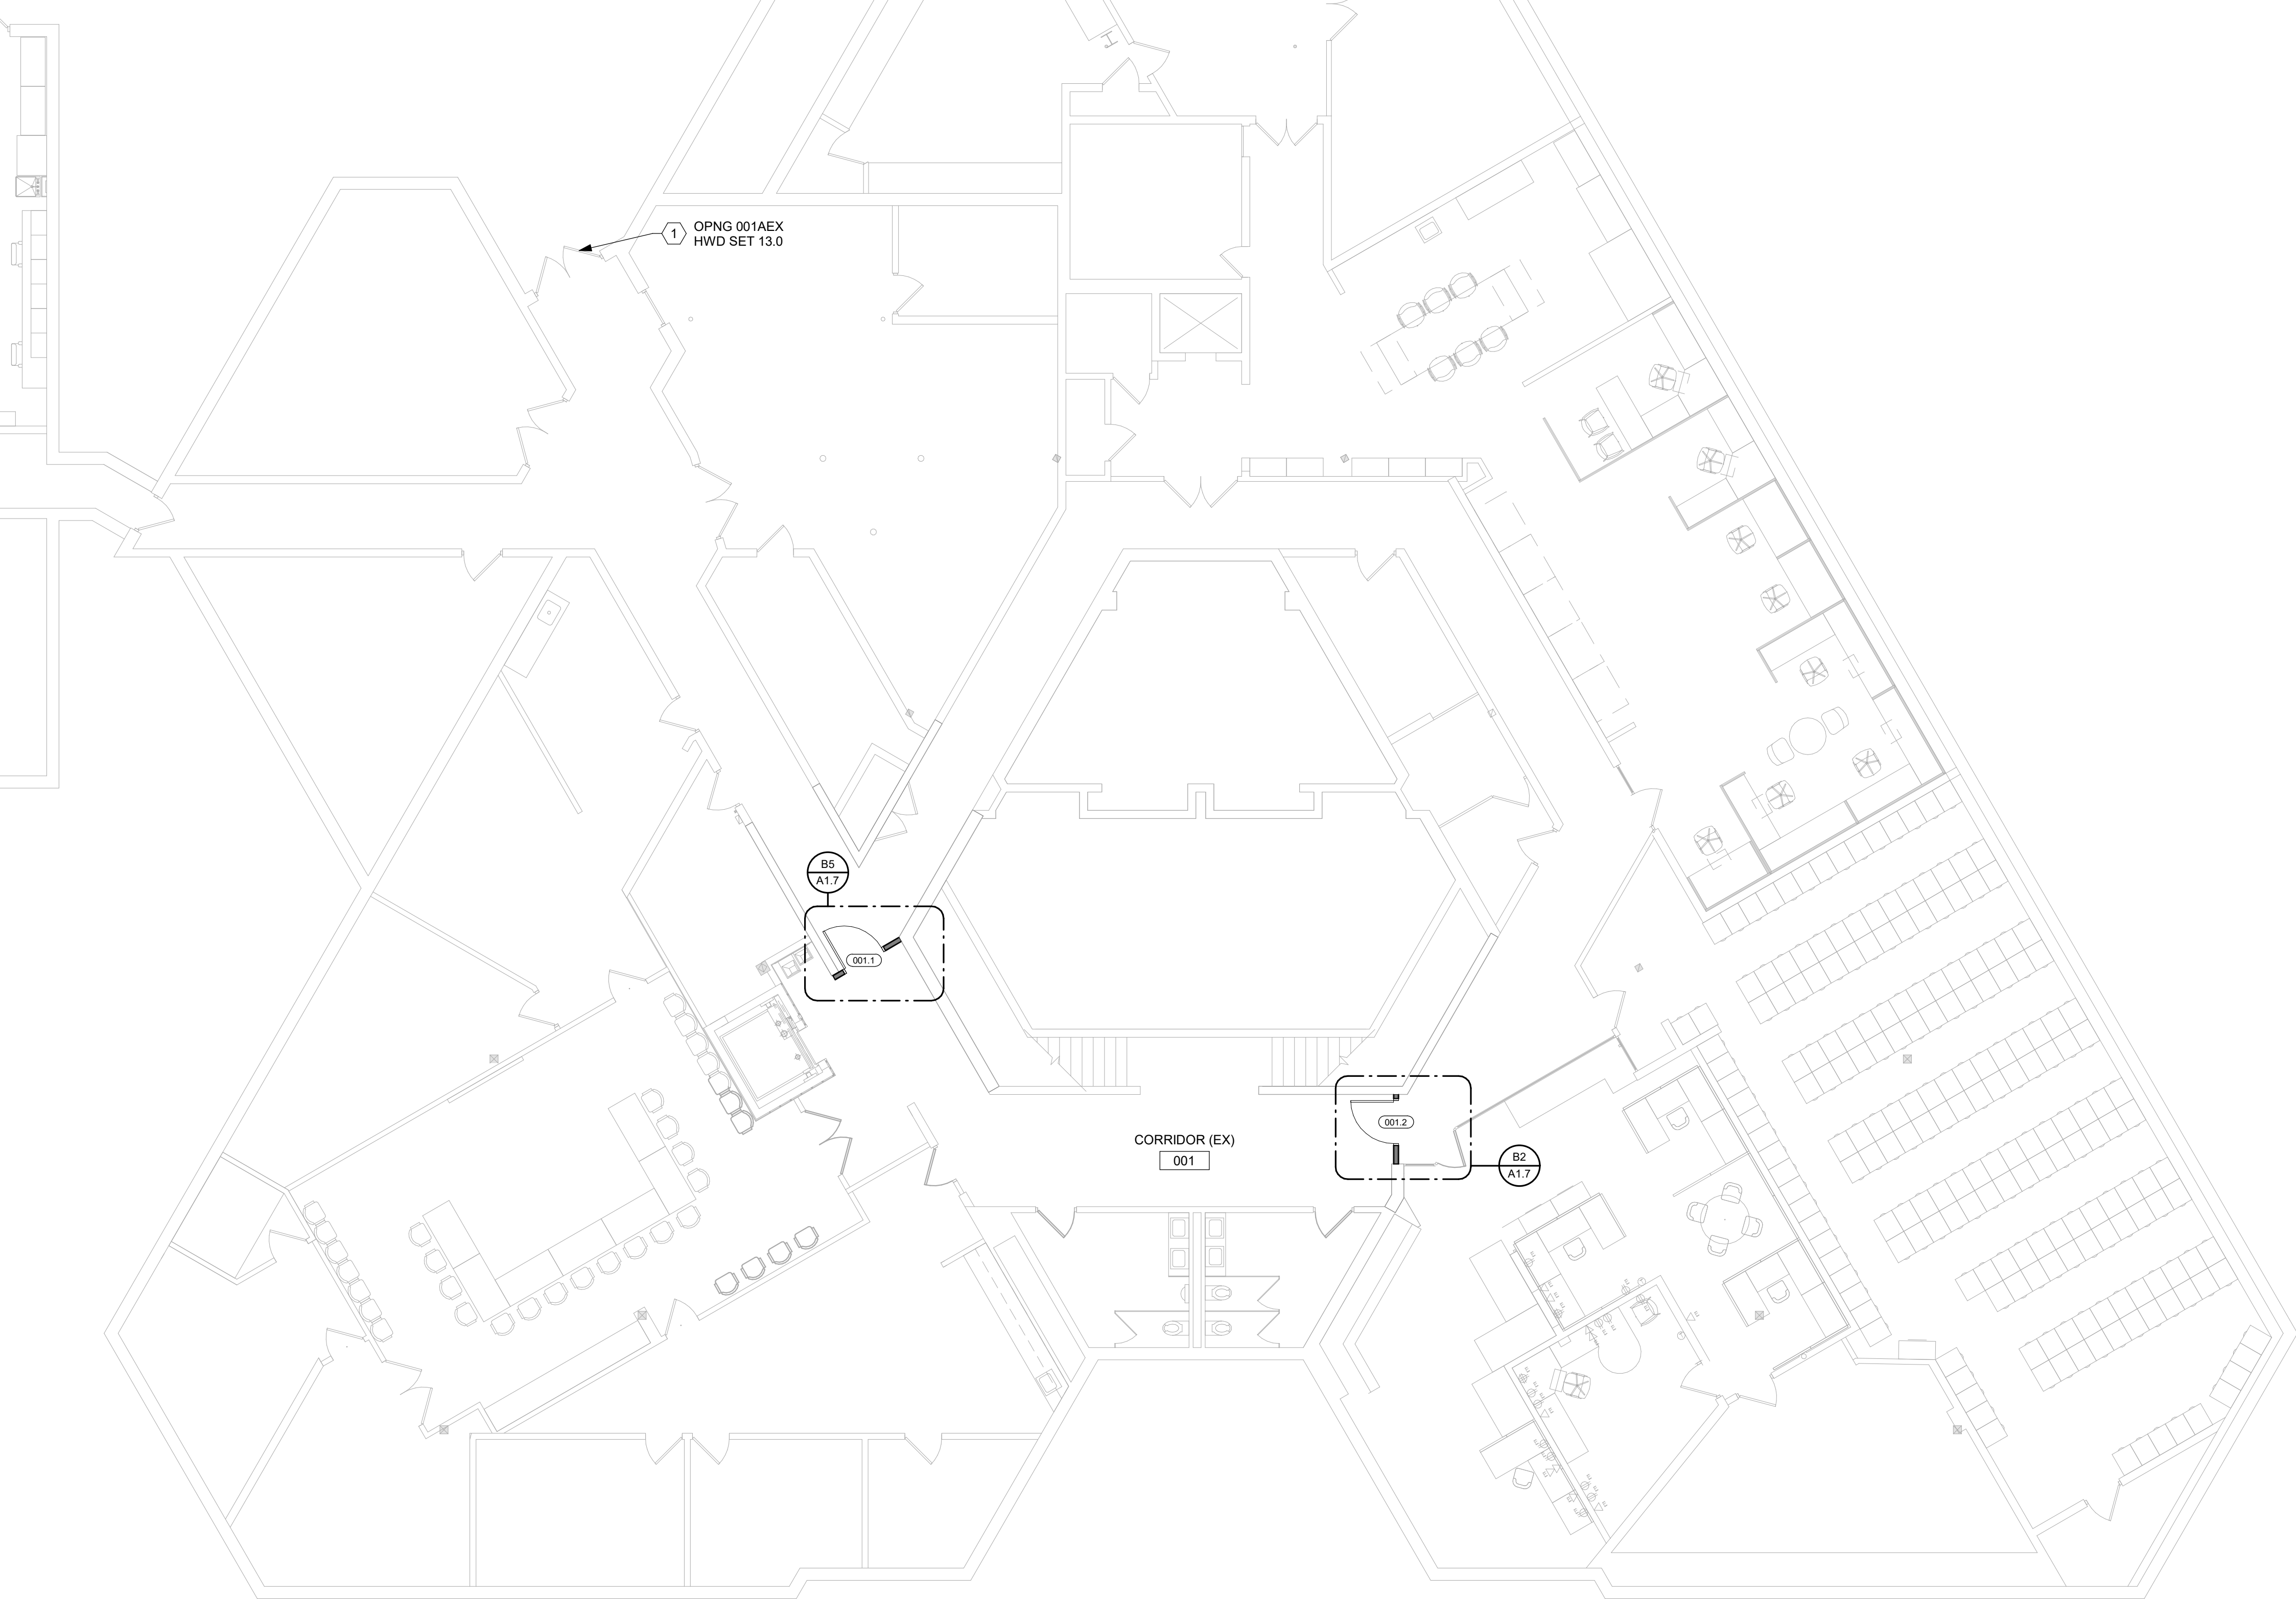 1
OPNG 001AEX
HWD SET 13.0
B5
A1.7
001.1
001.2
CORRIDOR (EX)
001
B2
A1.7